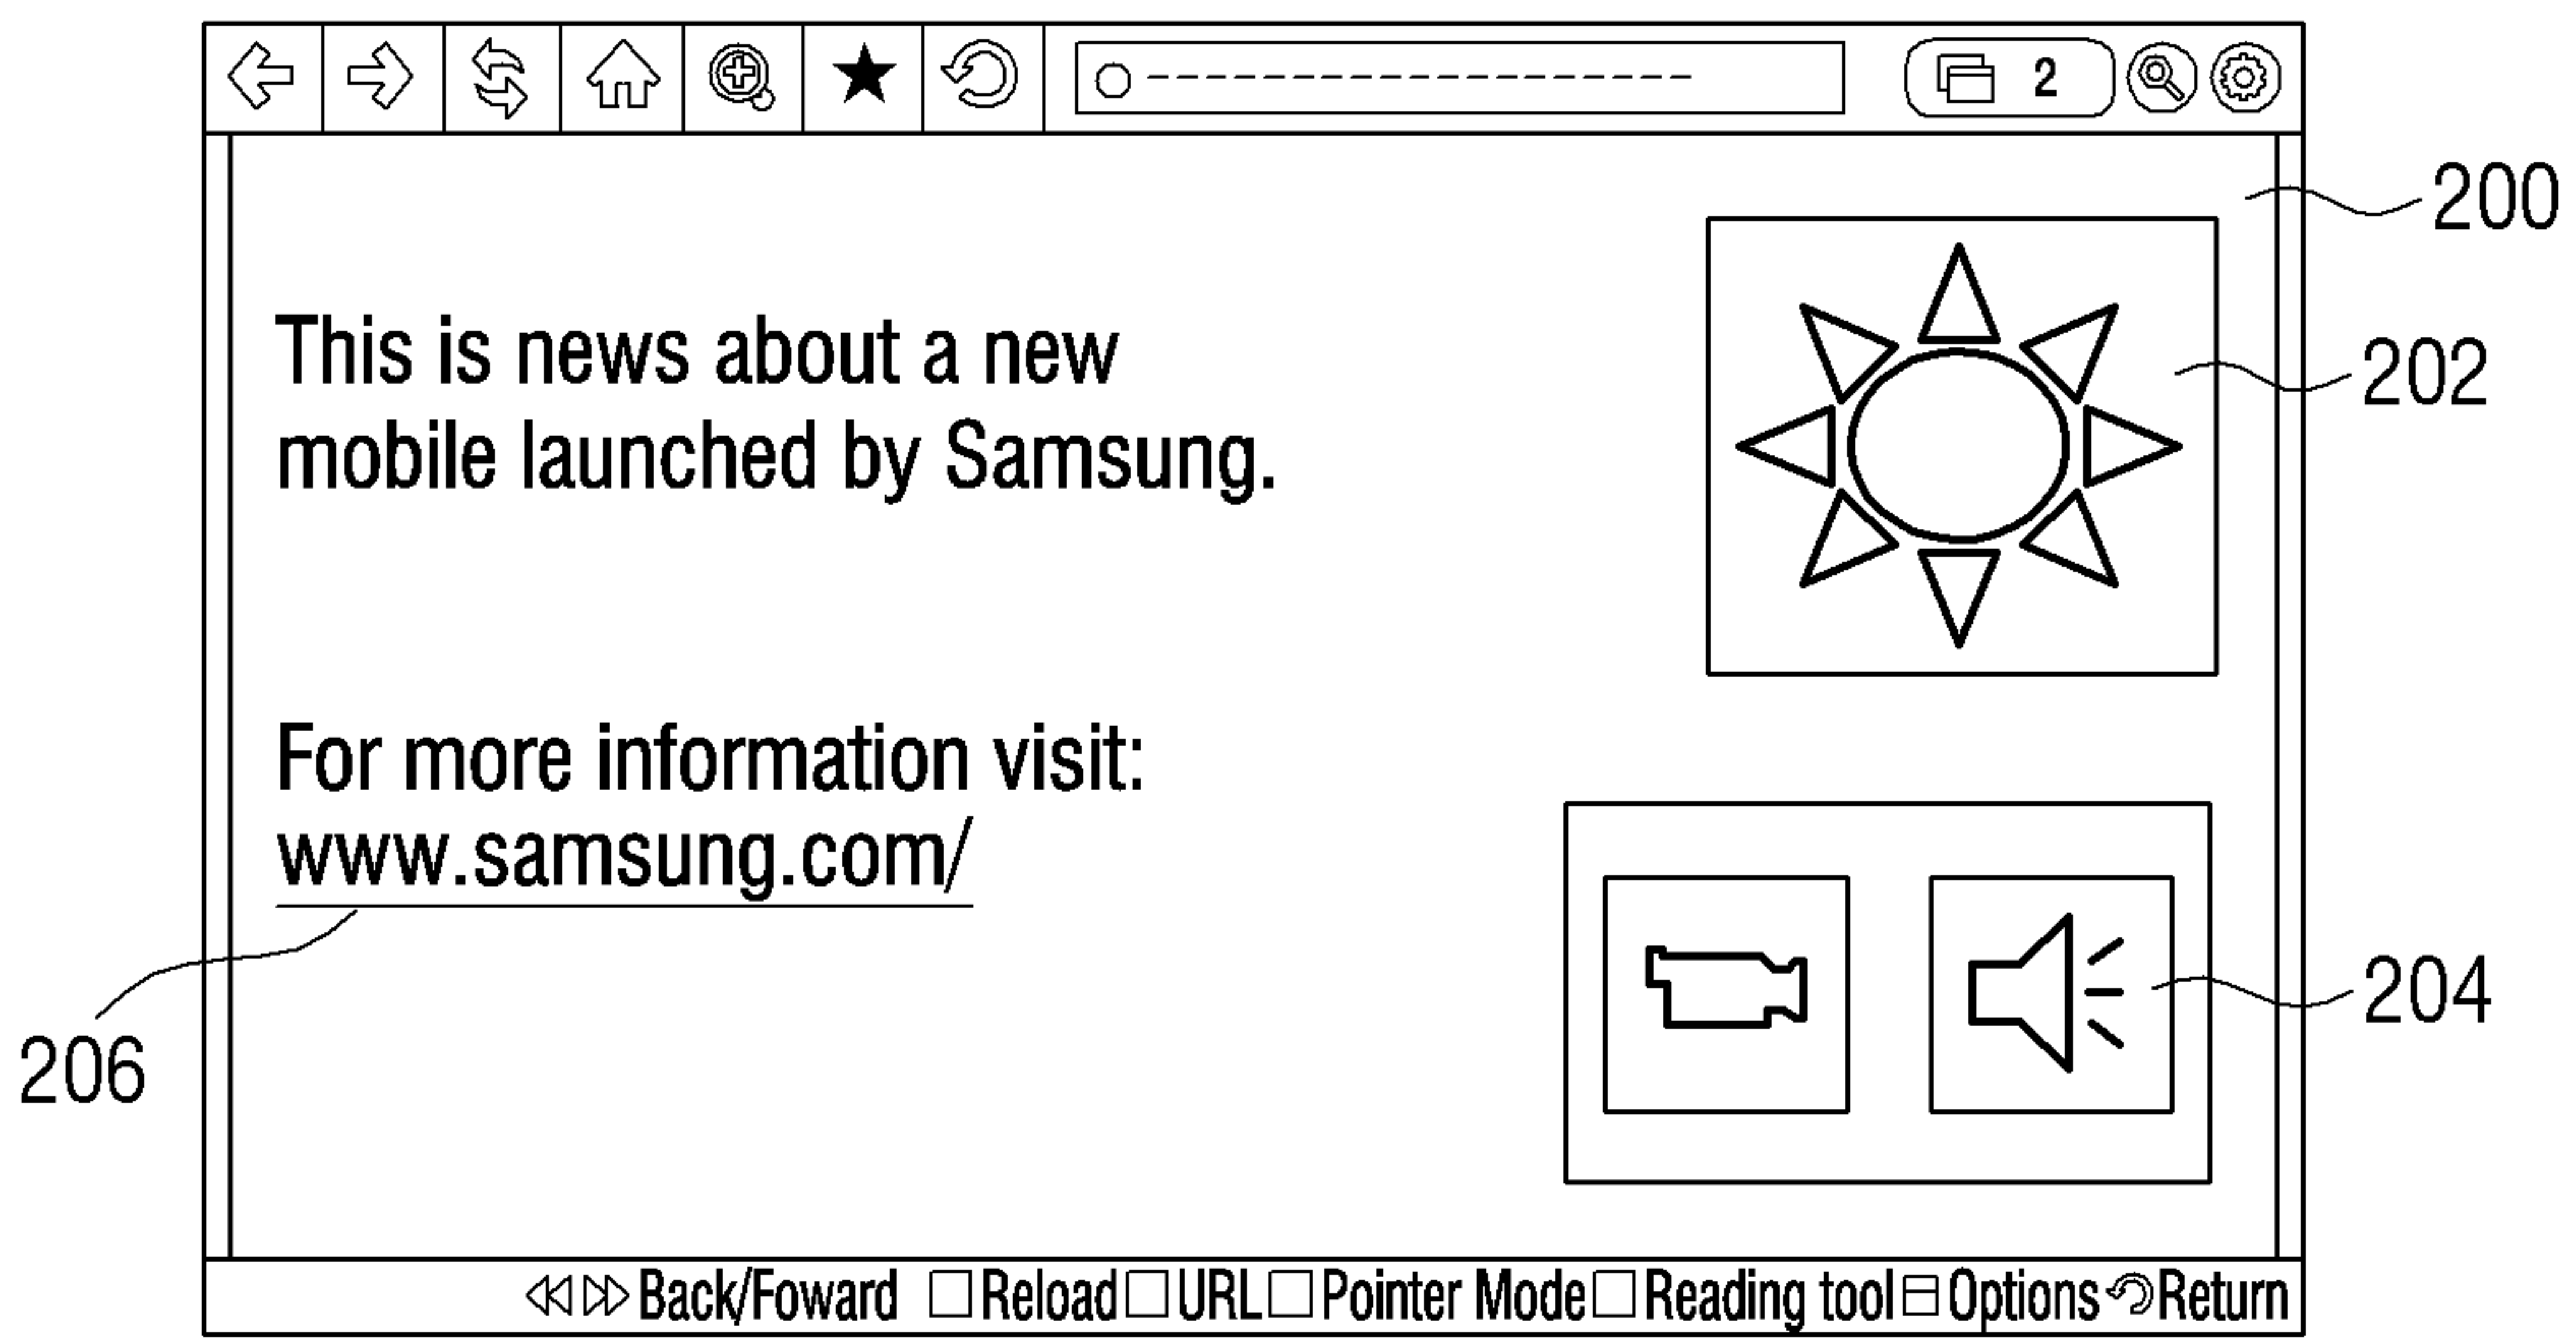 2
200
This is news about a new
mobile launched by Samsung.
202
For more information visit:
www.samsung.com/
204
206
Back/Foward Reload URL Pointer Mode Reading tool Options Return